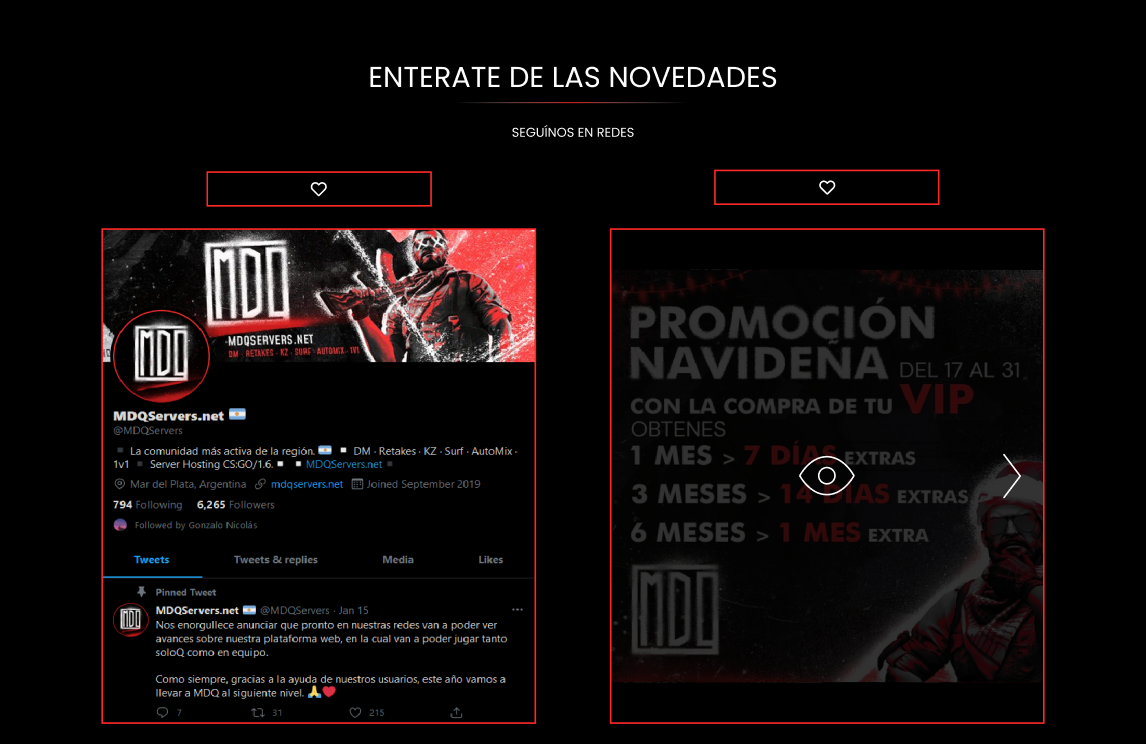 ENTERATE DE LAS NOVEDADES
SEGUÍNOS EN REDES
MDQ
-MDQSERVERS.NET
DM · RETAKES · KZ · SURF · AUTOMIX · 1V1
MDQ
MDQServers.net 🇦🇷
@MDQServers
▪️ La comunidad más activa de la región. 🇦🇷 ▫️ DM · Retakes · KZ · Surf · AutoMix ·
1v1 ▪️ Server Hosting CS:GO/1.6. ▫️ ▫️ MDQServers.net ▪️
Mar del Plata, Argentina mdqservers.net Joined September 2019
794 Following 6,265 Followers
Followed by Gonzalo Nicolás
Tweets Tweets & replies Media Likes
Pinned Tweet
MDQ
MDQServers.net 🇦🇷 @MDQServers · Jan 15
Nos enorgullece anunciar que pronto en nuestras redes van a poder ver
avances sobre nuestra plataforma web, en la cual van a poder jugar tanto
soloQ como en equipo.
Como siempre, gracias a la ayuda de nuestros usuarios, este año vamos a
llevar a MDQ al siguiente nivel. 🙏❤️
7 31 215
PROMOCIÓN
NAVIDEÑA DEL 17 AL 31
CON LA COMPRA DE TU VIP
OBTENES
1 MES > 7 DÍAS EXTRAS
3 MESES > 14 DIAS EXTRAS
6 MESES > 1 MES EXTRA
MDQ